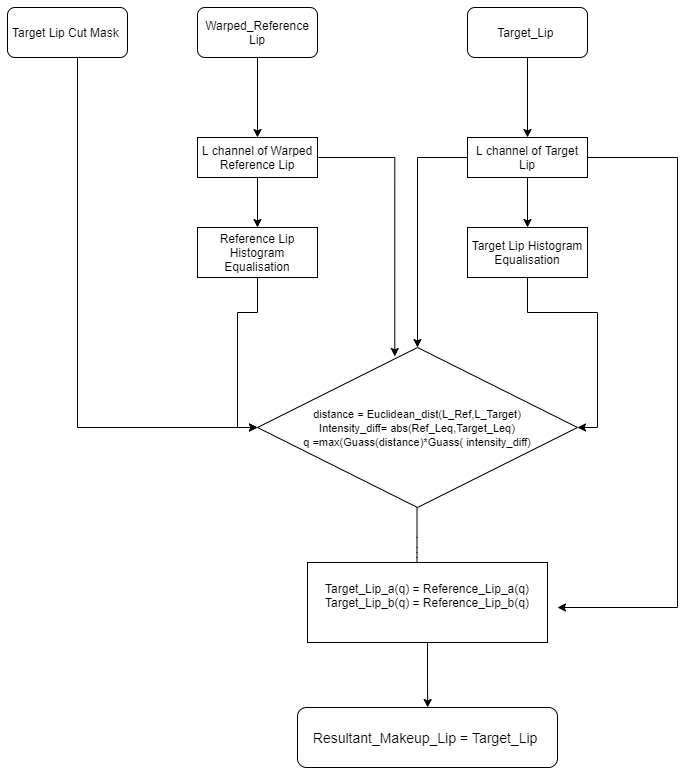 Target Lip Cut Mask
Warped_Reference
Lip
Target_Lip
L channel of Warped
Reference Lip
L channel of Target
Lip
Reference Lip
Histogram
Equalisation
Target Lip Histogram
Equalisation
distance = Euclidean_dist(L_Ref,L_Target)
Intensity_diff= abs(Ref_Leq,Target_Leq)
q =max(Guass(distance)*Guass( intensity_diff)
Target_Lip_a(q) = Reference_Lip_a(q)
Target_Lip_b(q) = Reference_Lip_b(q)
Resultant_Makeup_Lip = Target_Lip